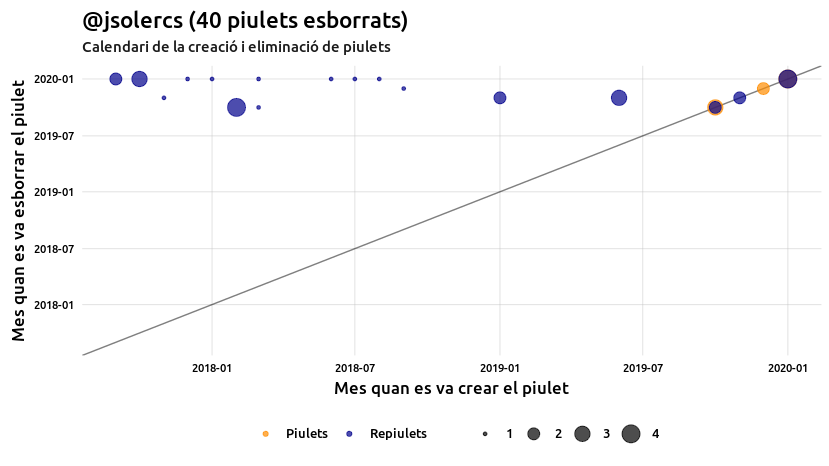 @jsolercs (40 piulets esborrats)
Calendari de la creació i eliminació de piulets
Mes quan es va esborrar el piulet
2020-01
2019-07
2019-01
2018-07
2018-01
2018-01 2018-07 2019-01 2019-07 2020-01
Mes quan es va crear el piulet
Piulets Repiulets 1 2 3 4